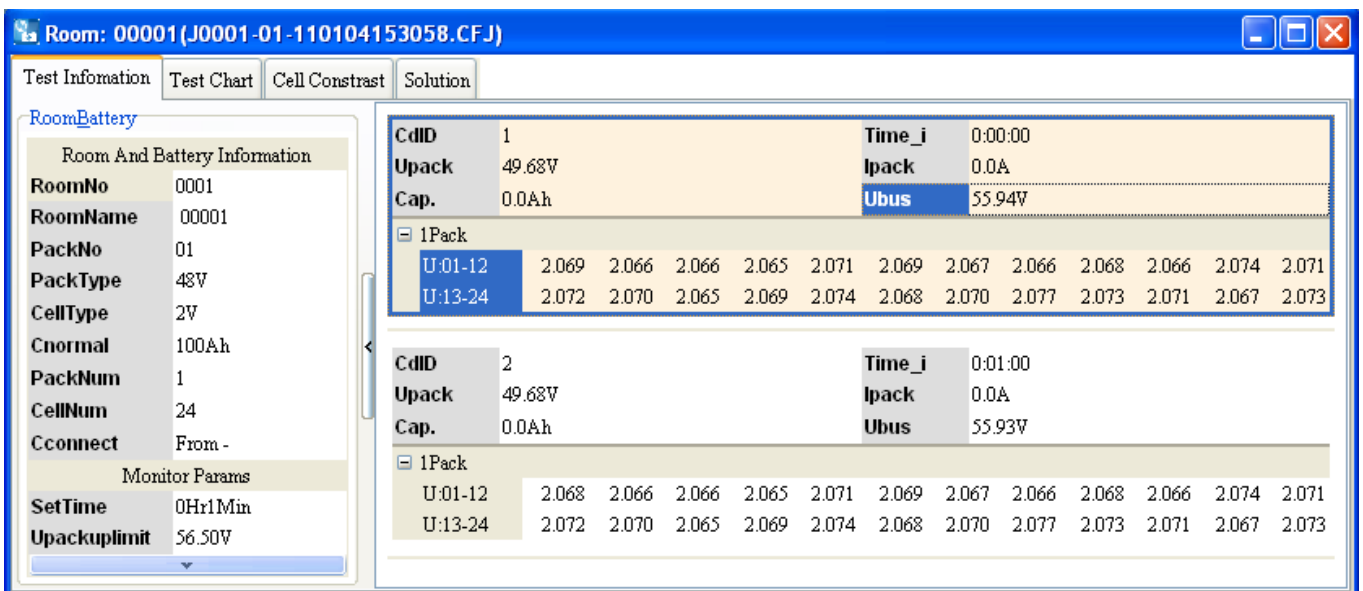 Room: 00001(J0001-01-110104153058.CFJ)
Test Infomation Test Chart Cell Constrast Solution
RoomBattery
Room And Battery Information
RoomNo 0001
RoomName 00001
PackNo 01
PackType 48V
CellType 2V
Cnormal 100Ah
PackNum 1
CellNum 24
Cconnect From -
Monitor Params
SetTime 0Hr1Min
Upackuplimit 56.50V
CdID 1 Time_i 0:00:00
Upack 49.68V Ipack 0.0A
Cap. 0.0Ah Ubus 55.94V
1Pack
U:01-12 2.069 2.066 2.066 2.065 2.071 2.069 2.067 2.066 2.068 2.066 2.074 2.071
U:13-24 2.072 2.070 2.065 2.069 2.074 2.068 2.070 2.077 2.073 2.071 2.067 2.073
CdID 2 Time_i 0:01:00
Upack 49.68V Ipack 0.0A
Cap. 0.0Ah Ubus 55.93V
1Pack
U:01-12 2.068 2.066 2.066 2.065 2.071 2.069 2.067 2.066 2.068 2.066 2.074 2.071
U:13-24 2.072 2.070 2.065 2.069 2.074 2.068 2.070 2.077 2.073 2.071 2.067 2.073